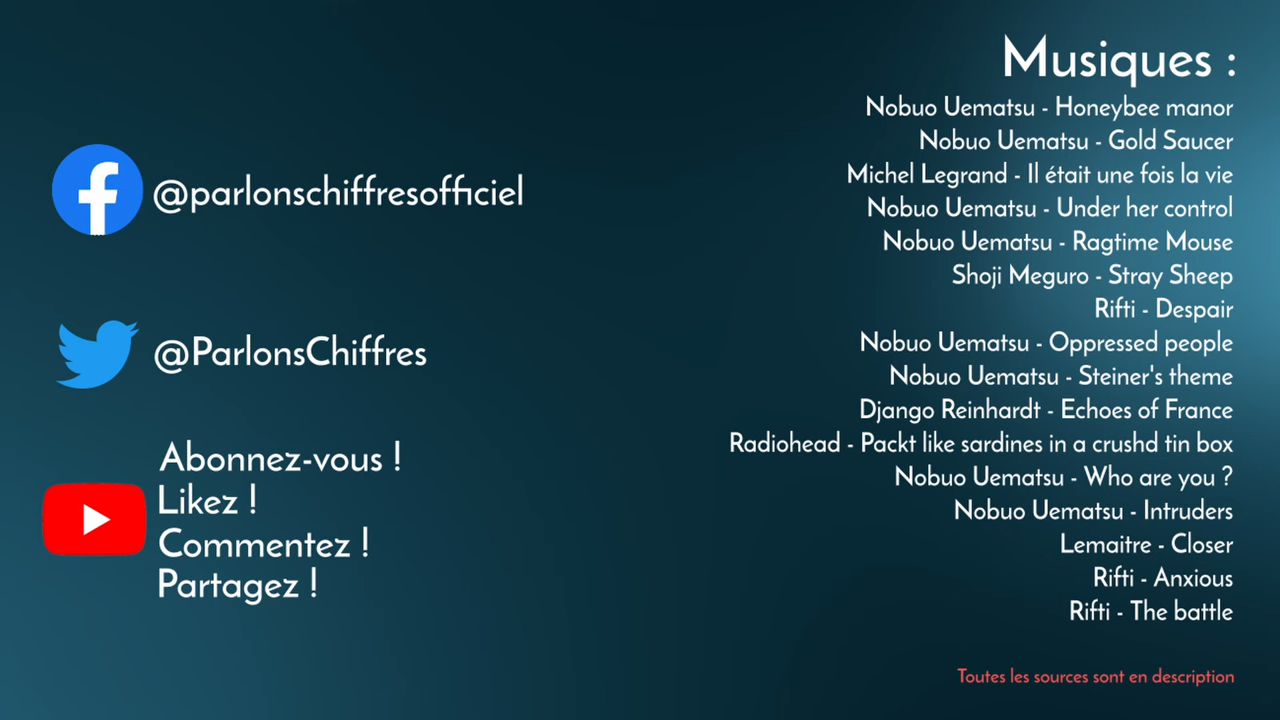 @parlonschiffresofficiel
@ParlonsChiffres
Abonnez-vous !
Likez !
Commentez !
Partagez !
Musiques :
Nobuo Uematsu - Honeybee manor
Nobuo Uematsu - Gold Saucer
Michel Legrand - Il était une fois la vie
Nobuo Uematsu - Under her control
Nobuo Uematsu - Ragtime Mouse
Shoji Meguro - Stray Sheep
Rifti - Despair
Nobuo Uematsu - Oppressed people
Nobuo Uematsu - Steiner's theme
Django Reinhardt - Echoes of France
Radiohead - Packt like sardines in a crushd tin box
Nobuo Uematsu - Who are you ?
Nobuo Uematsu - Intruders
Lemaitre - Closer
Rifti - Anxious
Rifti - The battle
Toutes les sources sont en description